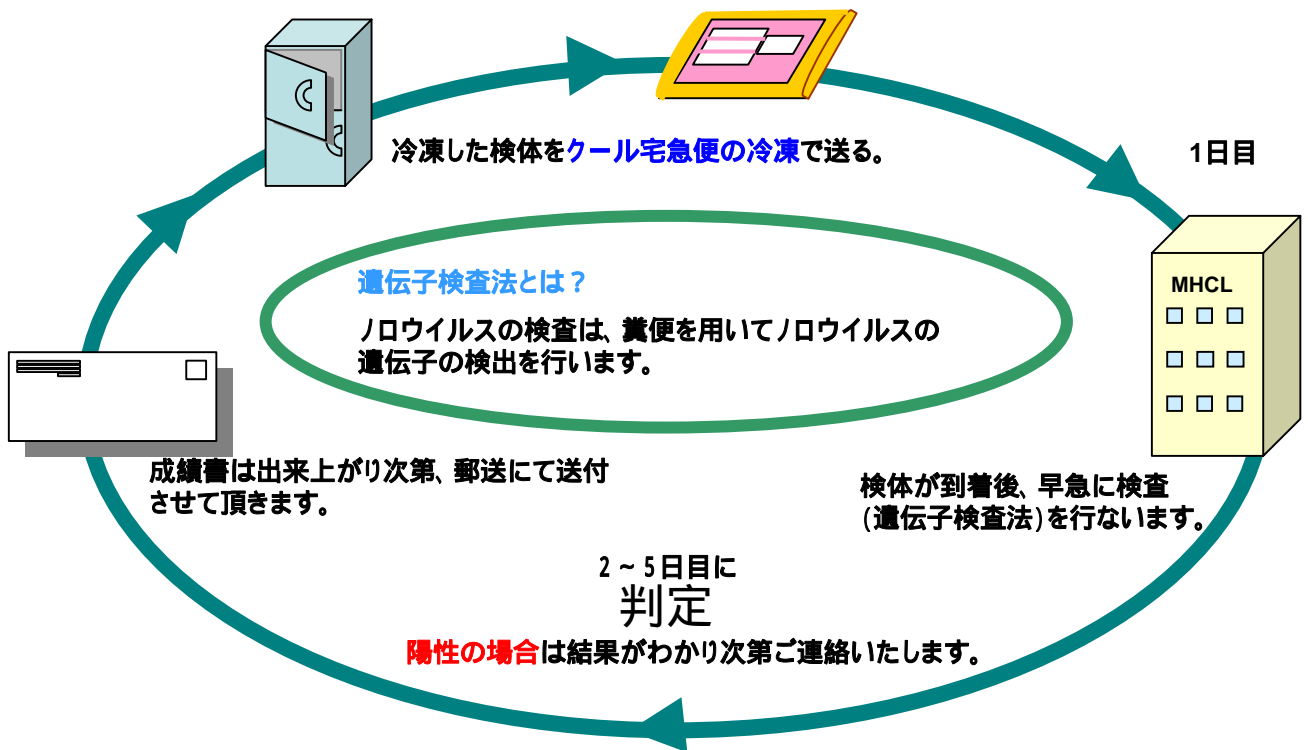 冷凍した検体をクール宅急便の冷凍で送る。
1日目
MHCL
遺伝子検査法とは？
ノロウイルスの検査は、糞便を用いてノロウイルスの
遺伝子の検出を行います。
成績書は出来上がり次第、郵送にて送付
させて頂きます。
検体が到着後、早急に検査
(遺伝子検査法)を行ないます。
2～5日目に
判定
陽性の場合は結果がわかり次第ご連絡いたします。